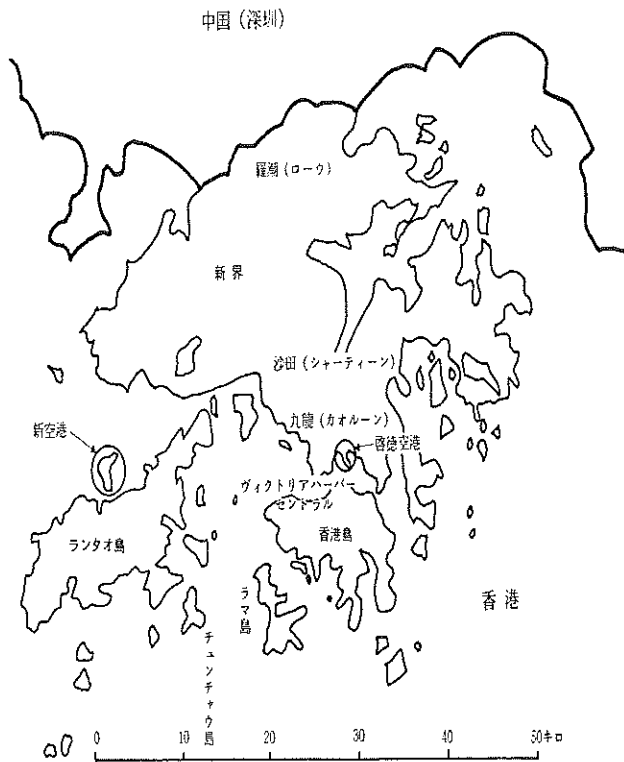 中国（深圳）
羅湖（ローウ）
新界
沙田（シャーティーン）
九龍（カオルーン）
新空港
啓徳空港
ヴィクトリアハーバー
セントラル
ランタオ島
香港島
ラマ島
香港
チュンチャウ島
0 10 20 30 40 50キロ